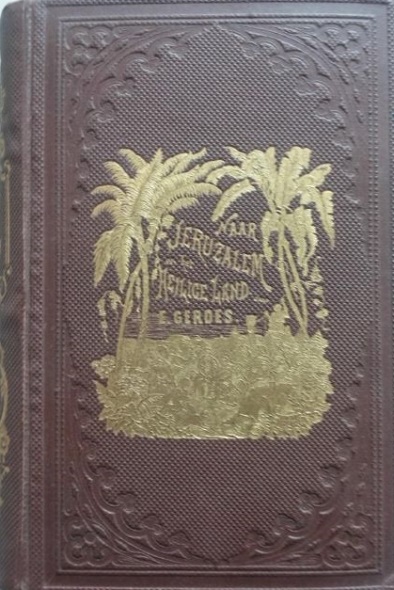 NAAR
JERUZALEM
en het
HEILIGE LAND
E. GERDES.